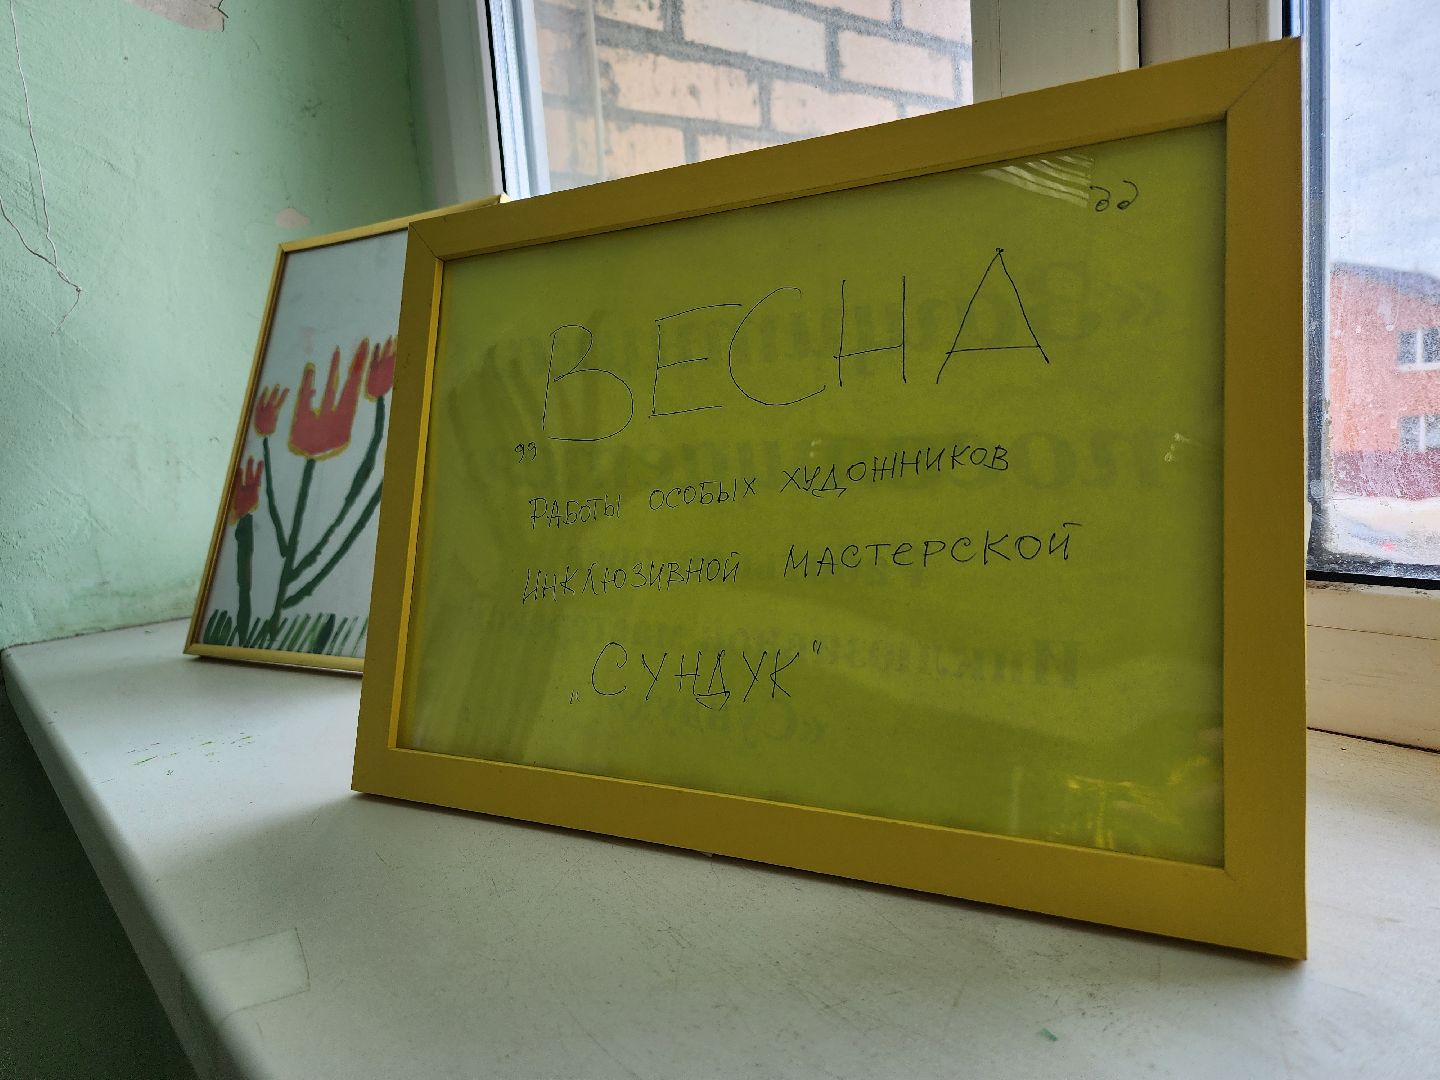 „ВЕСНА“
РАБОТЫ ОСОБЫХ ХУДОЖНИКОВ
ИНКЛЮЗИВНОЙ МАСТЕРСКОЙ
„СУНДУК“